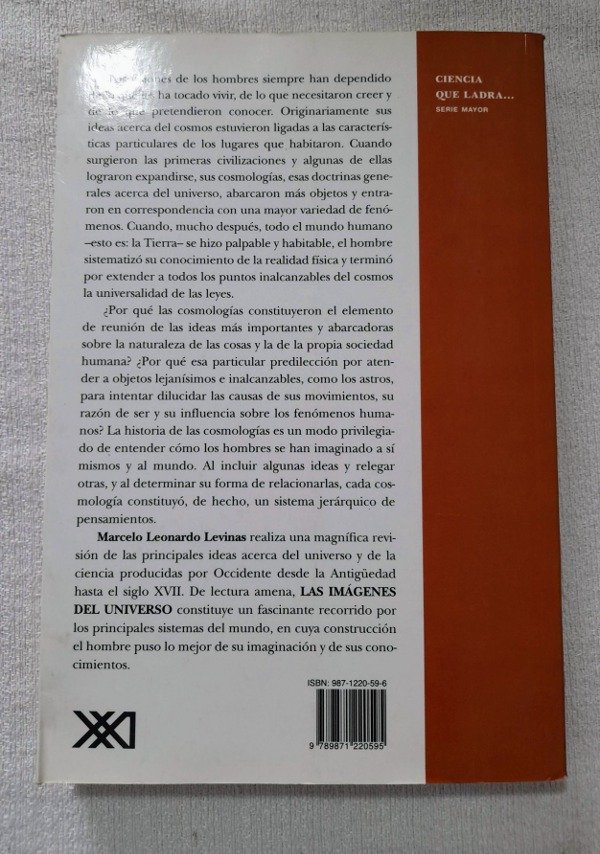 de los hombres siempre han dependido
ha tocado vivir, de lo que necesitaron creer y
de lo que pretendieron conocer. Originariamente sus
ideas acerca del cosmos estuvieron ligadas a las caracterís-
ticas particulares de los lugares que habitaron. Cuando
surgieron las primeras civilizaciones y algunas de ellas
lograron expandirse, sus cosmologías, esas doctrinas gene-
rales acerca del universo, abarcaron más objetos y entra-
ron en correspondencia con una mayor variedad de fenó-
menos. Cuando, mucho después, todo el mundo humano
–esto es: la Tierra– se hizo palpable y habitable, el hombre
sistematizó su conocimiento de la realidad física y terminó
por extender a todos los puntos inalcanzables del cosmos
la universalidad de las leyes.
¿Por qué las cosmologías constituyeron el elemento
de reunión de las ideas más importantes y abarcadoras
sobre la naturaleza de las cosas y la de la propia sociedad
humana? ¿Por qué esa particular predilección por aten-
der a objetos lejanísimos e inalcanzables, como los astros,
para intentar dilucidar las causas de sus movimientos, su
razón de ser y su influencia sobre los fenómenos huma-
nos? La historia de las cosmologías es un modo privilegia-
do de entender cómo los hombres se han imaginado a sí
mismos y al mundo. Al incluir algunas ideas y relegar
otras, y al determinar su forma de relacionarlas, cada cos-
mología constituyó, de hecho, un sistema jerárquico de
pensamientos.
Marcelo Leonardo Levinas realiza una magnífica revi-
sión de las principales ideas acerca del universo y de la
ciencia producidas por Occidente desde la Antigüedad
hasta el siglo XVII. De lectura amena, LAS IMÁGENES
DEL UNIVERSO constituye un fascinante recorrido por
los principales sistemas del mundo, en cuya construcción
el hombre puso lo mejor de su imaginación y de sus cono-
cimientos.
ISBN: 987-1220-59-6
9 789871 220595
CIENCIA
QUE LADRA...
SERIE MAYOR